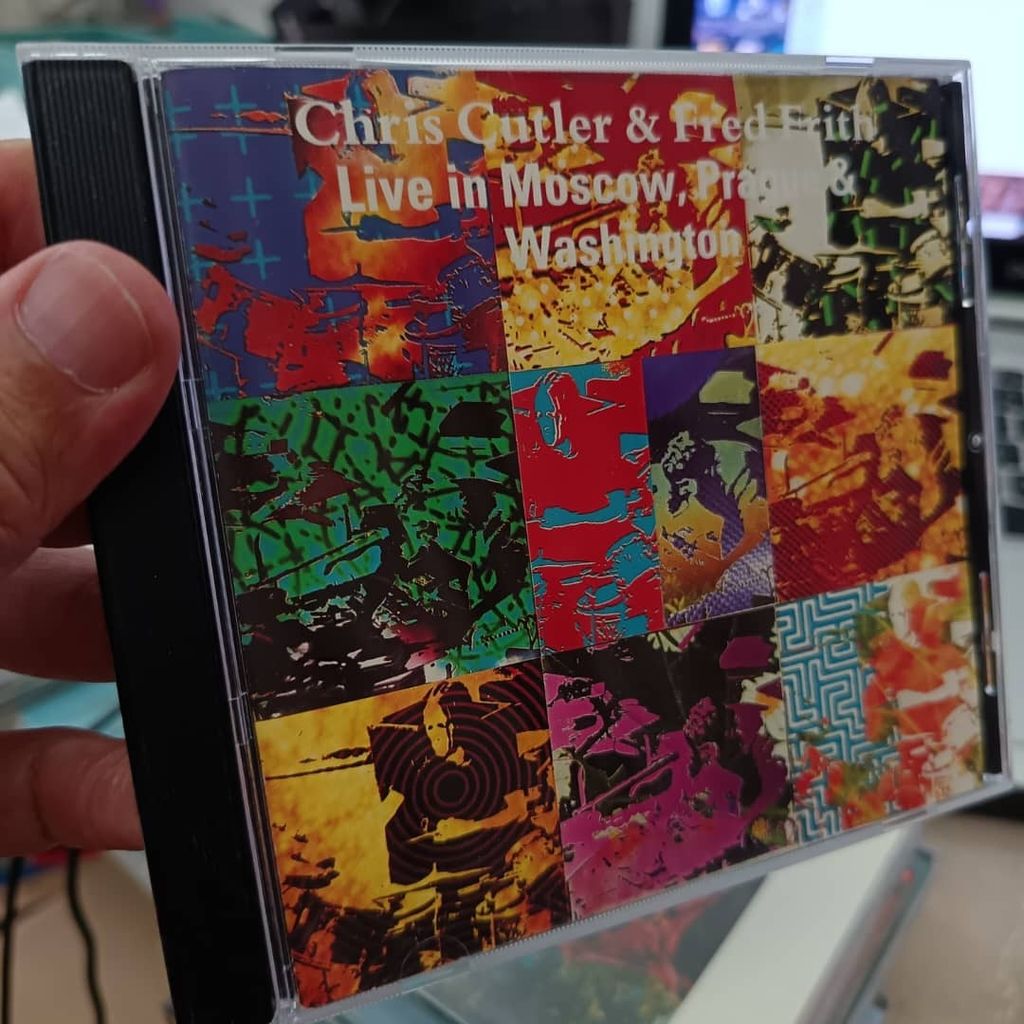 Chris Cutler & Fred Frith
Live in Moscow, Prague &
Washington